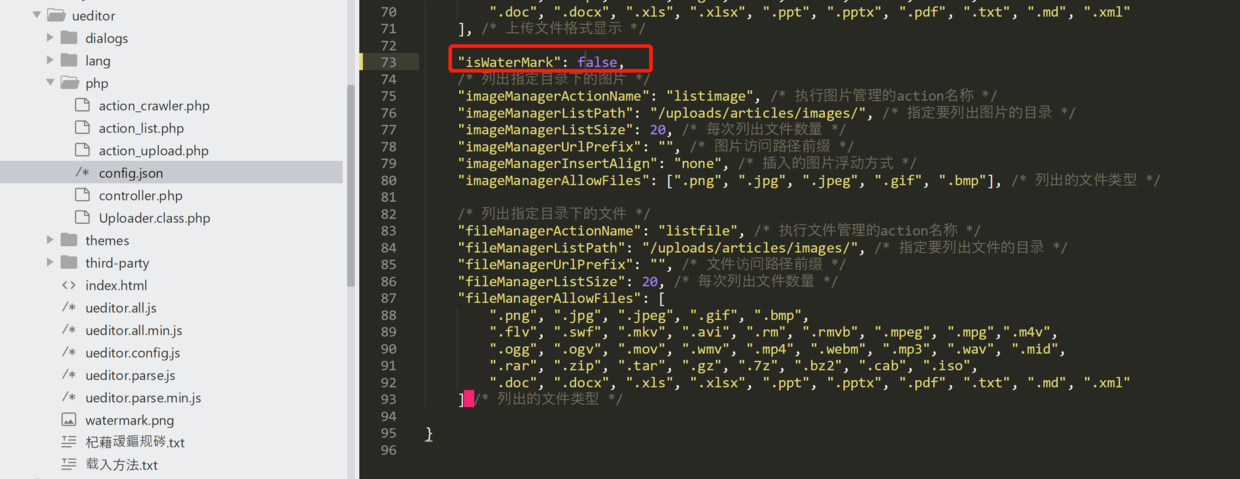 ueditor
dialogs
lang
php
action_crawler.php
action_list.php
action_upload.php
/* config.json
controller.php
Uploader.class.php
themes
third-party
<> index.html
/* ueditor.all.js
/* ueditor.all.min.js
/* ueditor.config.js
/* ueditor.parse.js
/* ueditor.parse.min.js
watermark.png
载入方法.txt
70 ".doc", ".docx", ".xls", ".xlsx", ".ppt", ".pptx", ".pdf", ".txt", ".md", ".xml"
71 ], /* 上传文件格式显示 */
72
73 "isWaterMark": false,
74 /* 列出指定目录下的图片 */
75 "imageManagerActionName": "listimage", /* 执行图片管理的action名称 */
76 "imageManagerListPath": "/uploads/articles/images/", /* 指定要列出图片的目录 */
77 "imageManagerListSize": 20, /* 每次列出文件数量 */
78 "imageManagerUrlPrefix": "", /* 图片访问路径前缀 */
79 "imageManagerInsertAlign": "none", /* 插入的图片浮动方式 */
80 "imageManagerAllowFiles": [".png", ".jpg", ".jpeg", ".gif", ".bmp"], /* 列出的文件类型 */
81
82 /* 列出指定目录下的文件 */
83 "fileManagerActionName": "listfile", /* 执行文件管理的action名称 */
84 "fileManagerListPath": "/uploads/articles/images/", /* 指定要列出文件的目录 */
85 "fileManagerUrlPrefix": "", /* 文件访问路径前缀 */
86 "fileManagerListSize": 20, /* 每次列出文件数量 */
87 "fileManagerAllowFiles": [
88 ".png", ".jpg", ".jpeg", ".gif", ".bmp",
89 ".flv", ".swf", ".mkv", ".avi", ".rm", ".rmvb", ".mpeg", ".mpg",".m4v",
90 ".ogg", ".ogv", ".mov", ".wmv", ".mp4", ".webm", ".mp3", ".wav", ".mid",
91 ".rar", ".zip", ".tar", ".gz", ".7z", ".bz2", ".cab", ".iso",
92 ".doc", ".docx", ".xls", ".xlsx", ".ppt", ".pptx", ".pdf", ".txt", ".md", ".xml"
93 ] /* 列出的文件类型 */
94
95 }
96